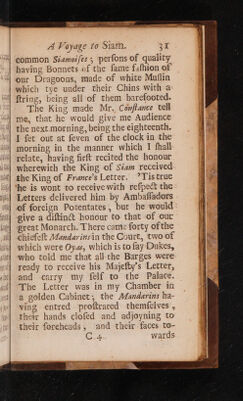 A Voyage to Siam. 31
common Siamoises; persons of quality
having Bonnets of the same fashion of
our Dragoons, made of white Muslin
which tye under their Chins with a
string, being all of them barefooted.
The King made Mr. Constance tell
me, that he would give me Audience
the next morning, being the eighteenth.
I set out at seven of the clock in the
morning in the manner which I shall
relate, having first recited the honour
wherewith the King of Siam received
the King of France's Letter. 'Tis true
he is wont to receive with respect the
Letters delivered him by Ambassadors
of foreign Potentates, but he would
give a distinct honour to that of our
great Monarch. There came forty of the
chiefest Mandarins in the Court, two of
which were Oyas, which is to say Dukes,
who told me that all the Barges were
ready to receive his Majesty's Letter,
and carry my self to the Palace.
The Letter was in my Chamber in
a golden Cabinet; the Mandarins ha-
ving entred prostrated themselves,
their hands closed and adjoyning to
their foreheads, and their faces to-
C 4 wards